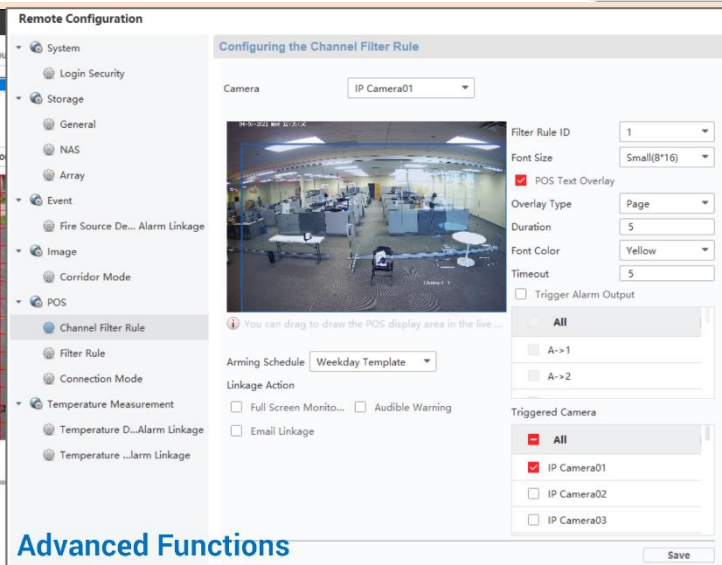 Remote Configuration
System
Login Security
Storage
General
NAS
Array
Event
Fire Source De... Alarm Linkage
Image
Corridor Mode
POS
Channel Filter Rule
Filter Rule
Connection Mode
Temperature Measurement
Temperature D...Alarm Linkage
Temperature ...larm Linkage
Configuring the Channel Filter Rule
Camera
IP Camera01
You can drag to draw the POS display area in the live ...
Arming Schedule
Weekday Template
Linkage Action
Full Screen Monito...
Audible Warning
Email Linkage
Filter Rule ID
1
Font Size
Small(8*16)
POS Text Overlay
Overlay Type
Page
Duration
5
Font Color
Yellow
Timeout
5
Trigger Alarm Output
All
A->1
A->2
Triggered Camera
All
IP Camera01
IP Camera02
IP Camera03
Save
Advanced Functions